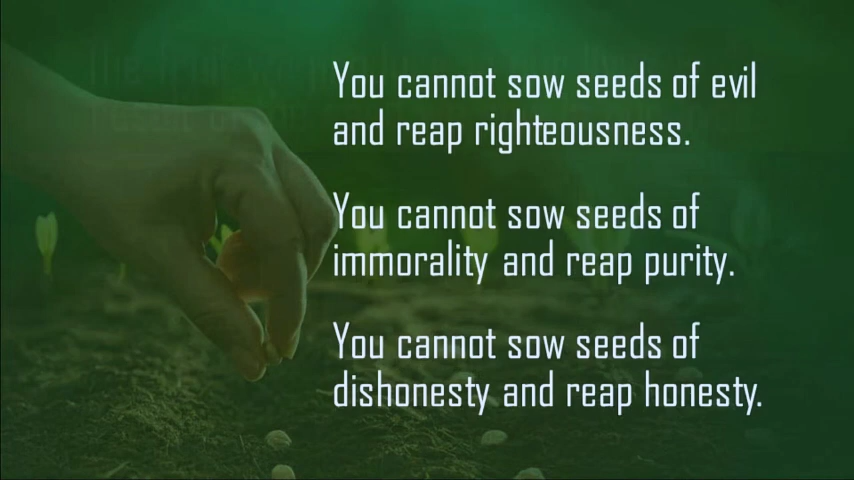 You cannot sow seeds of evil
and reap righteousness.
You cannot sow seeds of
immorality and reap purity.
You cannot sow seeds of
dishonesty and reap honesty.